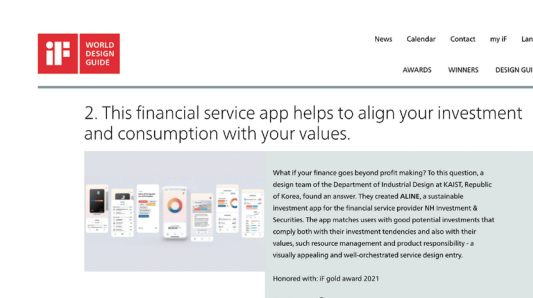 News Calendar Contact my iF Lan
iF WORLD
DESIGN
GUIDE
AWARDS WINNERS DESIGN GUI
2. This financial service app helps to align your investment
and consumption with your values.
What if your finance goes beyond profit making? To this question, a
design team of the Department of Industrial Design at KAIST, Republic
of Korea, found an answer. They created ALINE, a sustainable
investment app for the financial service provider NH Investment &
Securities. The app matches users with good potential investments that
comply both with their investment tendencies and also with their
values, such resource management and product responsibility - a
visually appealing and well-orchestrated service design entry.
Honored with: iF gold award 2021